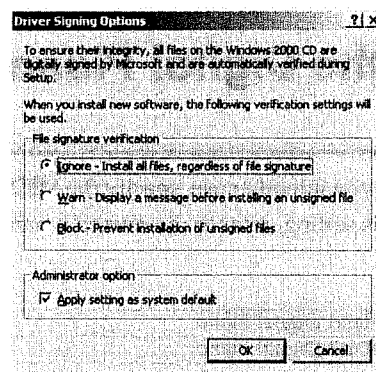 Driver Signing Options
To ensure their integrity, all files on the Windows 2000 CD are
digitally signed by Microsoft and are automatically verified during
Setup.
When you install new software, the following verification settings will
be used.
File signature verification
Ignore - Install all files, regardless of file signature
Warn - Display a message before installing an unsigned file
Block - Prevent installation of unsigned files
Administrator option
Apply setting as system default
OK
Cancel